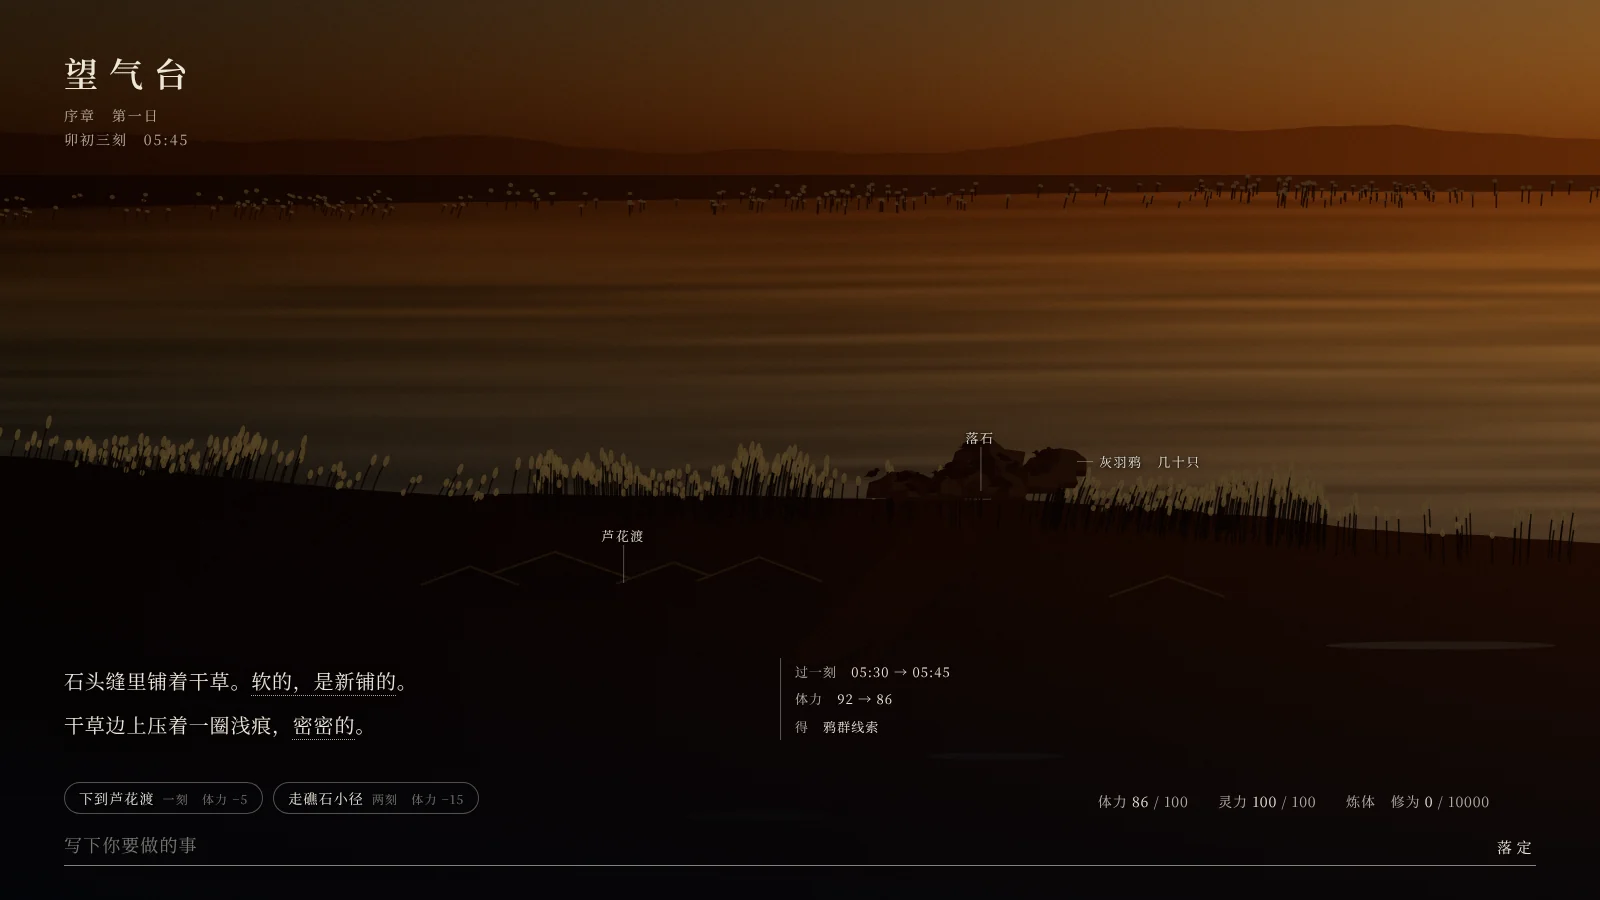 望气台
序章 第一日
卯初三刻 05:45
落石
灰羽鸦 几十只
芦花渡
石头缝里铺着干草。软的，是新铺的。
干草边上压着一圈浅痕，密密的。
过一刻 05:30 → 05:45
体力 92 → 86
得 鸦群线索
下到芦花渡 一刻 体力 −5
走礁石小径 两刻 体力 −15
体力 86 / 100 灵力 100 / 100 炼体 修为 0 / 10000
写下你要做的事
落定